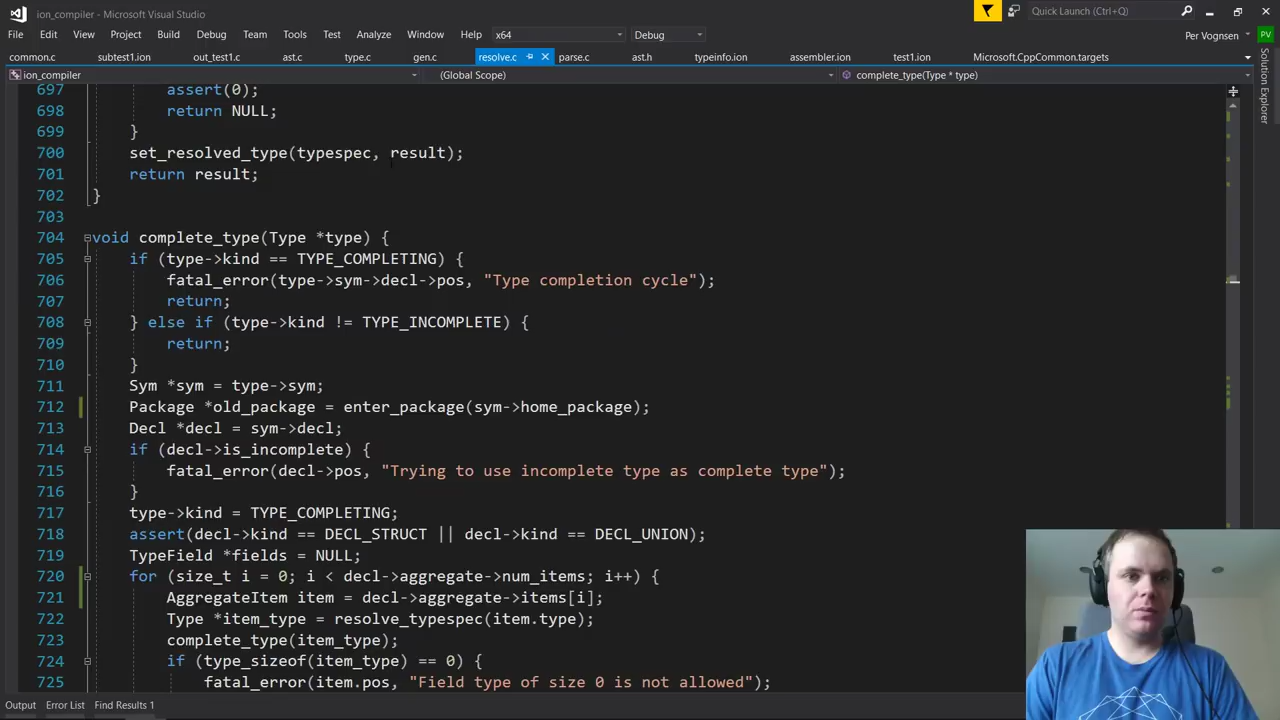 ion_compiler - Microsoft Visual Studio
Quick Launch (Ctrl+Q)
File Edit View Project Build Debug Team Tools Test Analyze Window Help x64 Debug Per Vognsen PV
common.c subtest1.ion out_test1.c ast.c type.c gen.c resolve.c parse.c ast.h typeinfo.ion assembler.ion test1.ion Microsoft.CppCommon.targets
ion_compiler (Global Scope) complete_type(Type * type)
Solution Explorer
697 assert(0);
698 return NULL;
699 }
700 set_resolved_type(typespec, result);
701 return result;
702 }
703
704 void complete_type(Type *type) {
705 if (type->kind == TYPE_COMPLETING) {
706 fatal_error(type->sym->decl->pos, "Type completion cycle");
707 return;
708 } else if (type->kind != TYPE_INCOMPLETE) {
709 return;
710 }
711 Sym *sym = type->sym;
712 Package *old_package = enter_package(sym->home_package);
713 Decl *decl = sym->decl;
714 if (decl->is_incomplete) {
715 fatal_error(decl->pos, "Trying to use incomplete type as complete type");
716 }
717 type->kind = TYPE_COMPLETING;
718 assert(decl->kind == DECL_STRUCT || decl->kind == DECL_UNION);
719 TypeField *fields = NULL;
720 for (size_t i = 0; i < decl->aggregate->num_items; i++) {
721 AggregateItem item = decl->aggregate->items[i];
722 Type *item_type = resolve_typespec(item.type);
723 complete_type(item_type);
724 if (type_sizeof(item_type) == 0) {
725 fatal_error(item.pos, "Field type of size 0 is not allowed");
Output Error List Find Results 1